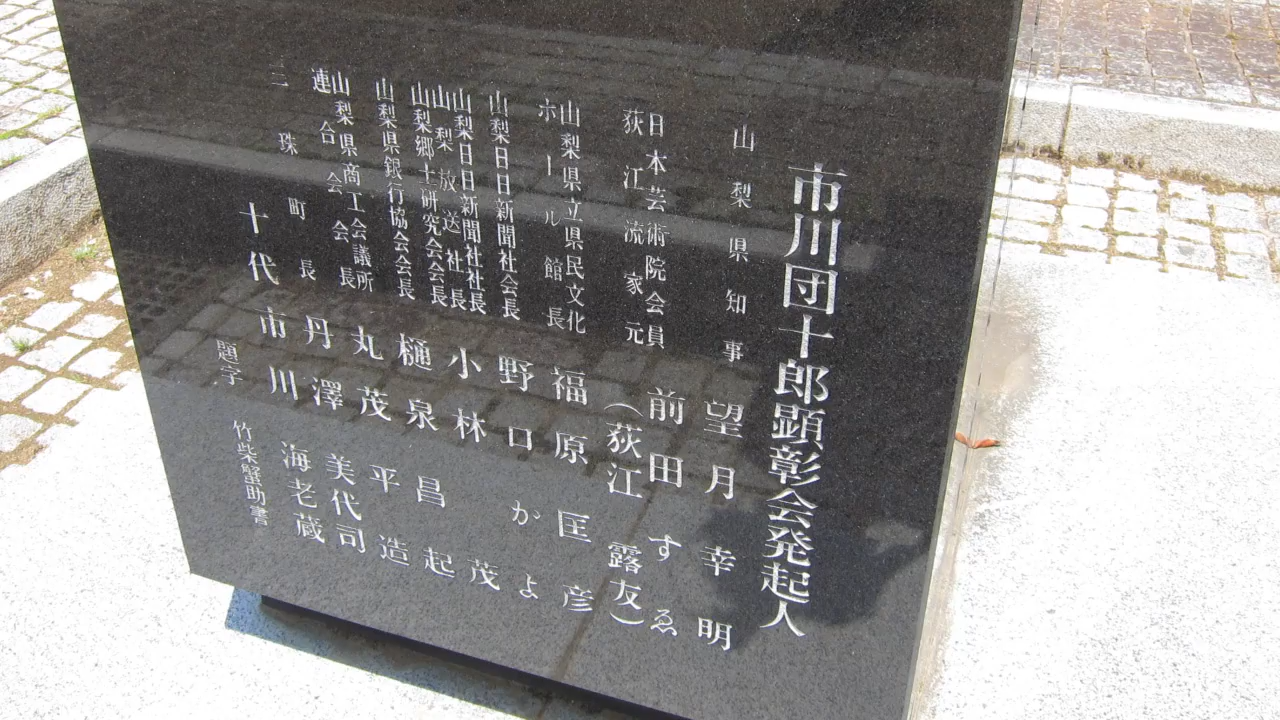 市川団十郎顕彰会発起人
山梨県知事 望月幸明
日本芸術院会員 前田すゑ
荻江流家元 (荻江露友)
山梨県立県民文化 福原匡彦
ホール館長
山梨日日新聞社会長 野口かよ
山梨日日新聞社社長 小林茂
山梨放送社長
山梨郷土研究会会長 樋泉昌起
山梨県銀行協会会長 丸茂平造
山梨県商工会議所
連合会会長
三珠町長 丹澤美代司
十代市川海老蔵
題字 竹柴蟹助書